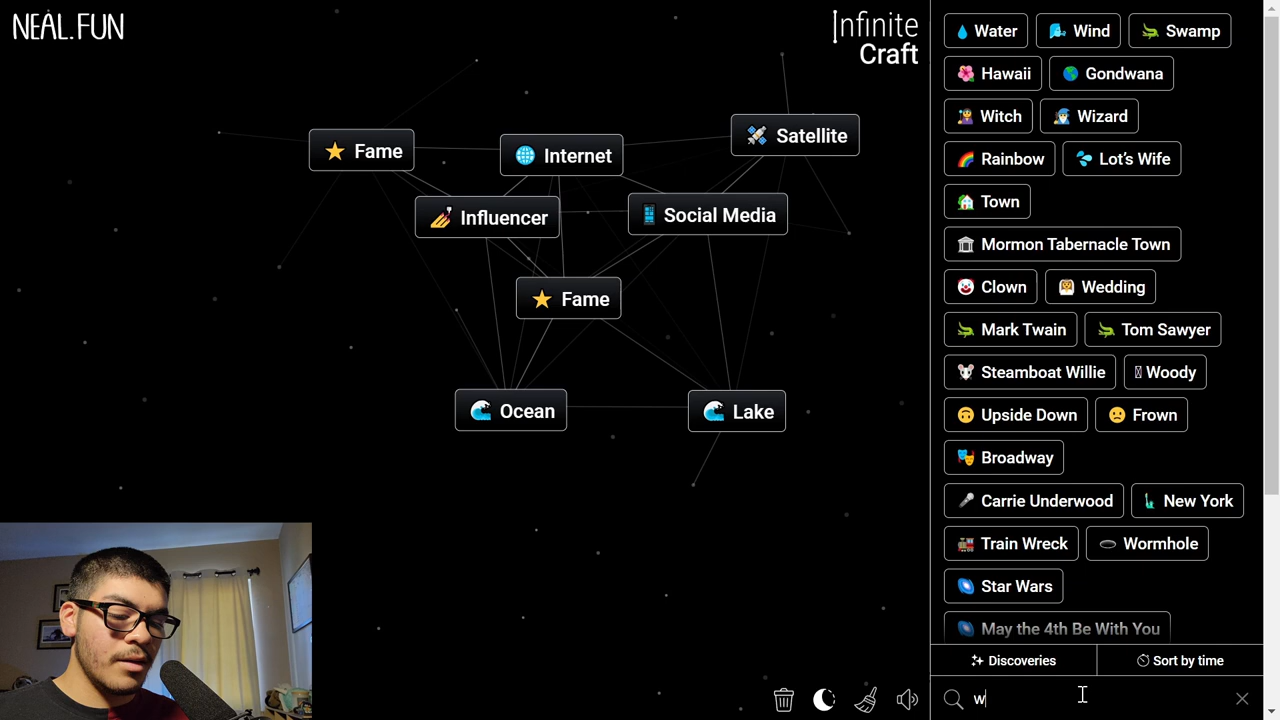 NEAL.FUN
Infinite
Craft
Fame
Internet
Satellite
Influencer
Social Media
Fame
Ocean
Lake
Water
Wind
Swamp
Hawaii
Gondwana
Witch
Wizard
Rainbow
Lot's Wife
Town
Mormon Tabernacle Town
Clown
Wedding
Mark Twain
Tom Sawyer
Steamboat Willie
Woody
Upside Down
Frown
Broadway
Carrie Underwood
New York
Train Wreck
Wormhole
Star Wars
May the 4th Be With You
Discoveries
Sort by time
w